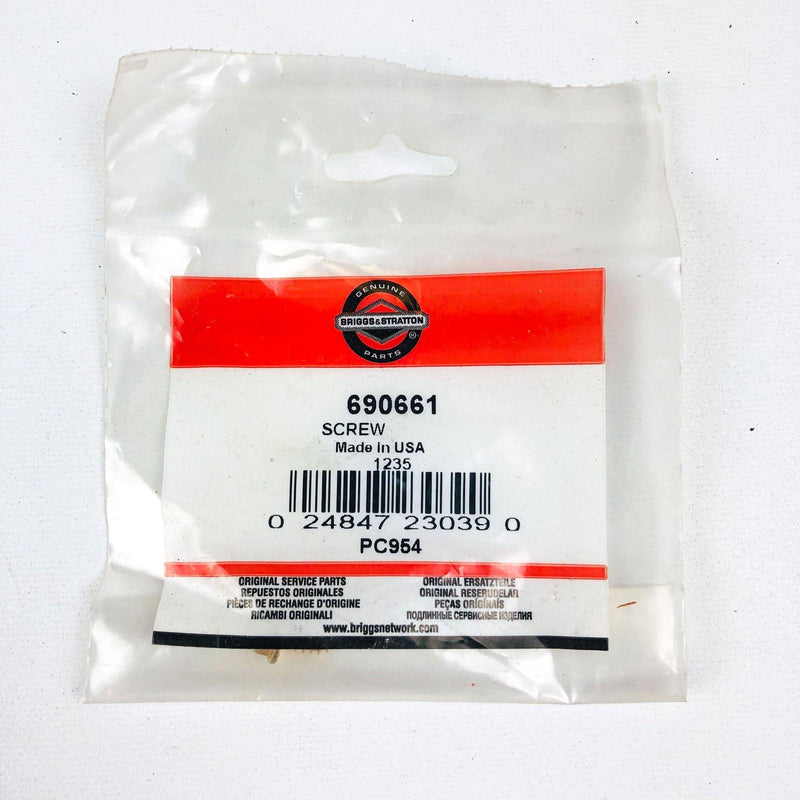 GENUINE
BRIGGS&STRATTON
®
PARTS
690661
SCREW
Made In USA
1235
0 24847 23039 0
PC954
ORIGINAL SERVICE PARTS
REPUESTOS ORIGINALES
PIÈCES DE RECHANGE D'ORIGINE
RICAMBI ORIGINALI
ORIGINAL ERSATZTEILE
ORIGINAL RESERUDELAR
PEÇAS ORIGINAIS
ПОДЛИННЫЕ СЕРВИСНЫЕ ИЗДЕЛИЯ
www.briggsnetwork.com